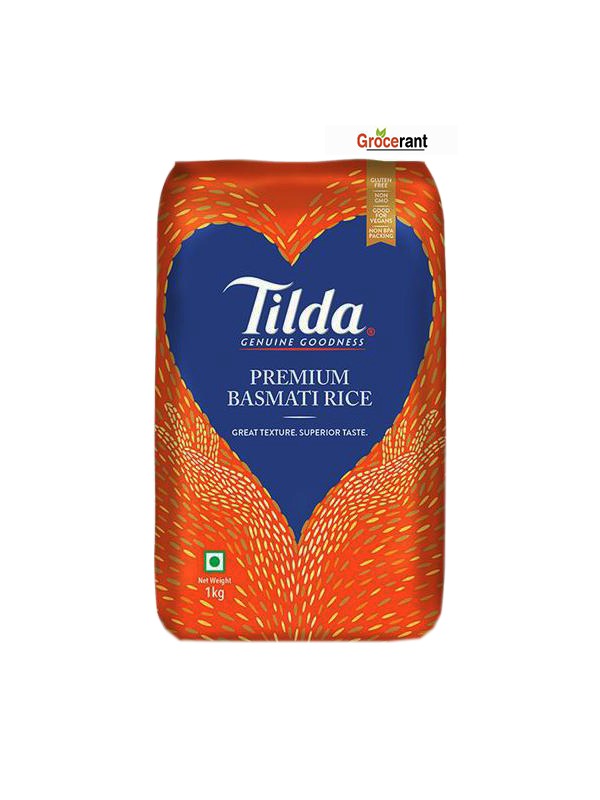 Grocerant
GLUTEN
FREE
NON
GMO
GOOD
FOR
VEGANS
NON BPA
PACKING
Tilda®
GENUINE GOODNESS
PREMIUM
BASMATI RICE
GREAT TEXTURE. SUPERIOR TASTE.
Net Weight
1kg